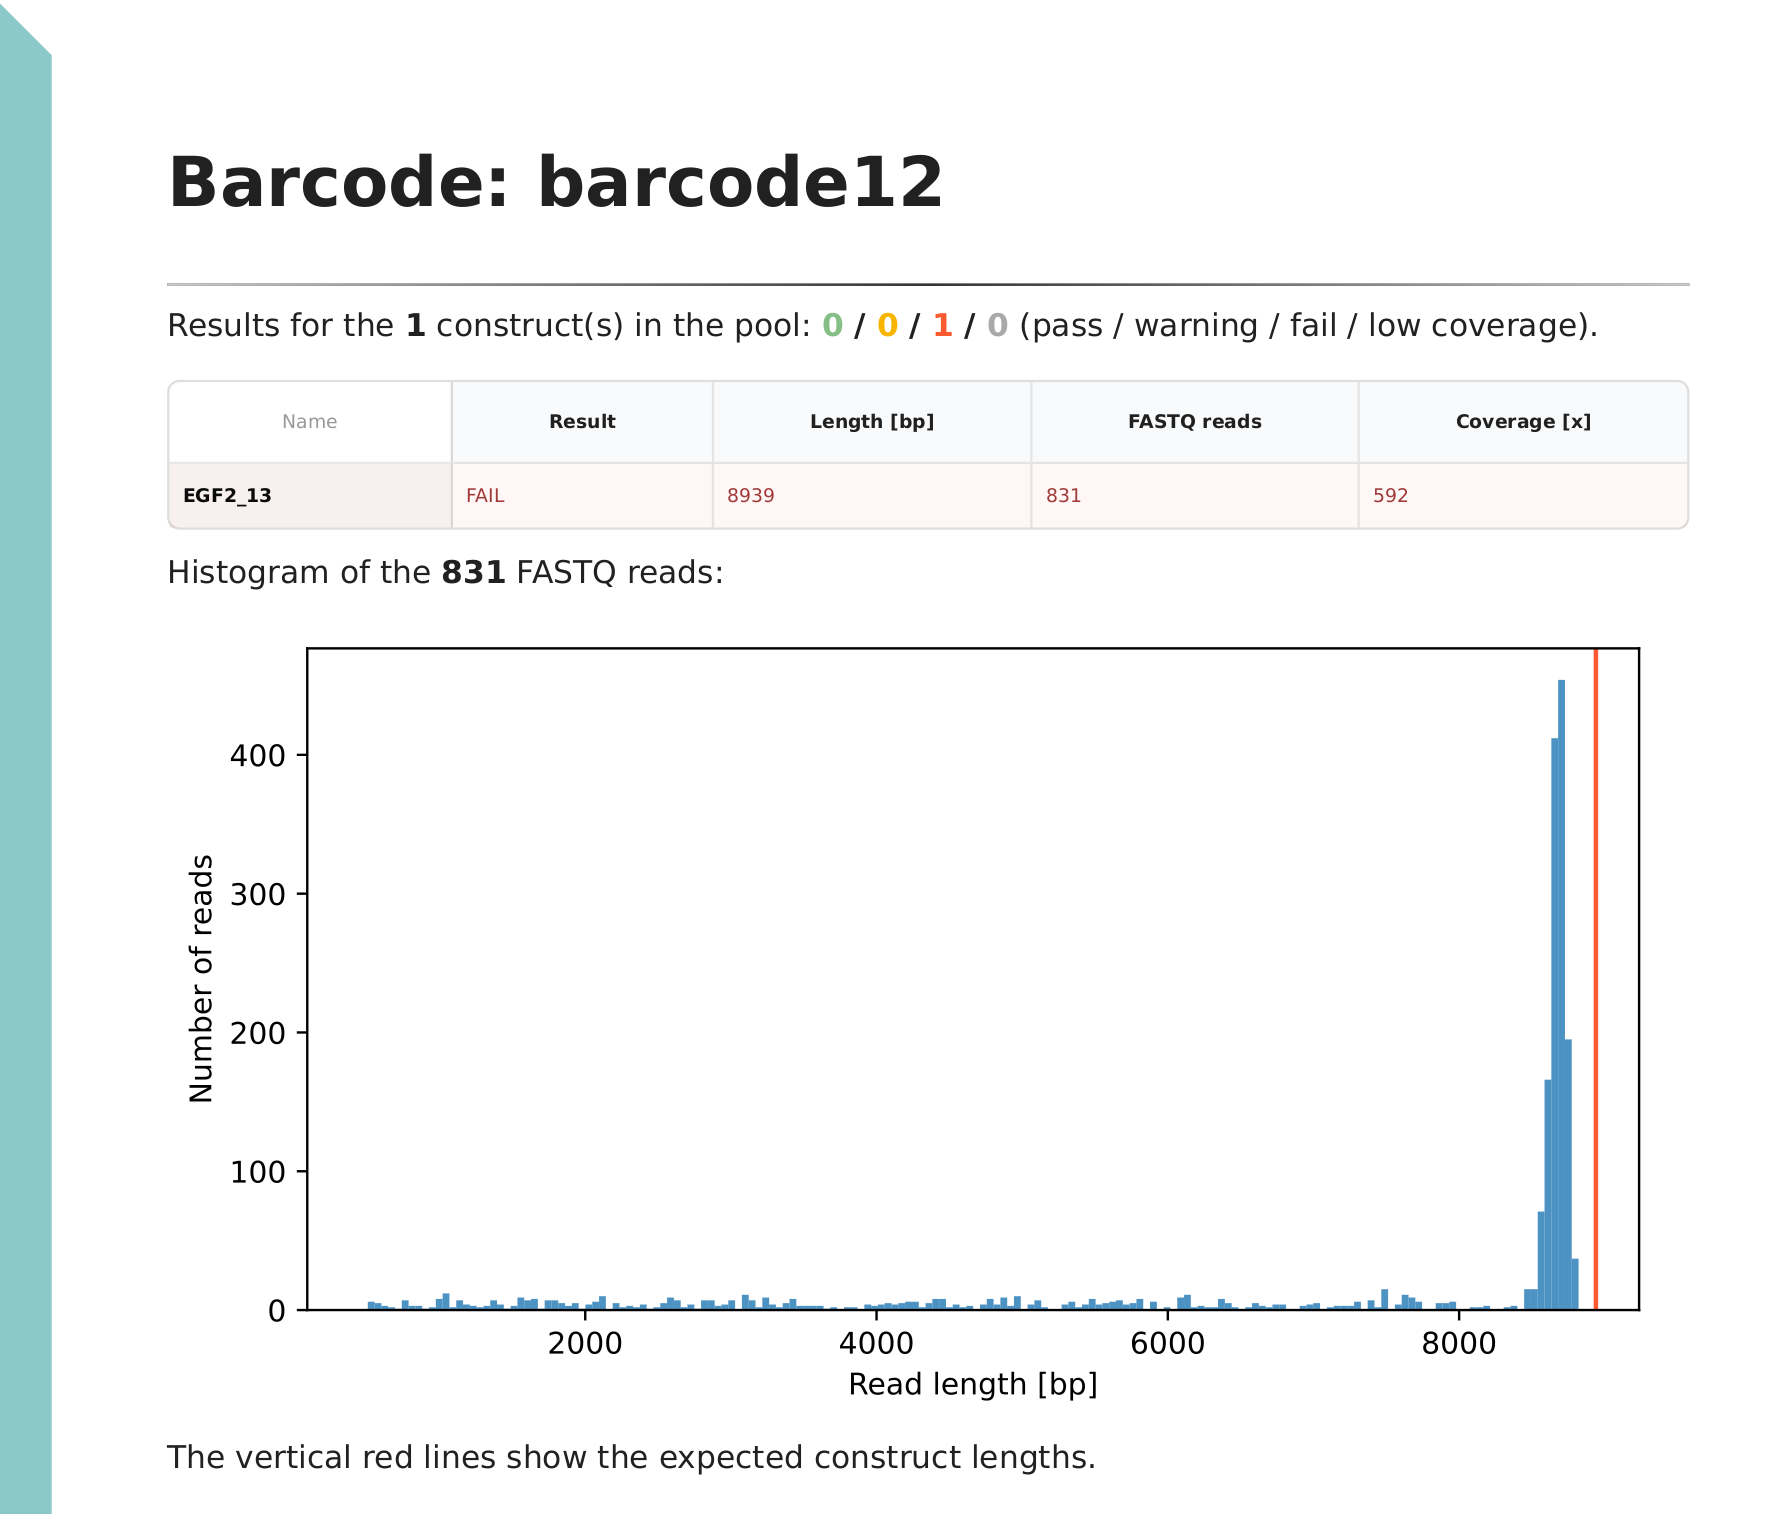 Barcode: barcode12
Results for the 1 construct(s) in the pool: 0 / 0 / 1 / 0 (pass / warning / fail / low coverage).
Name Result Length [bp] FASTQ reads Coverage [x]
EGF2_13 FAIL 8939 831 592
Histogram of the 831 FASTQ reads:
400
300
200
100
0
Number of reads
2000 4000 6000 8000
Read length [bp]
The vertical red lines show the expected construct lengths.